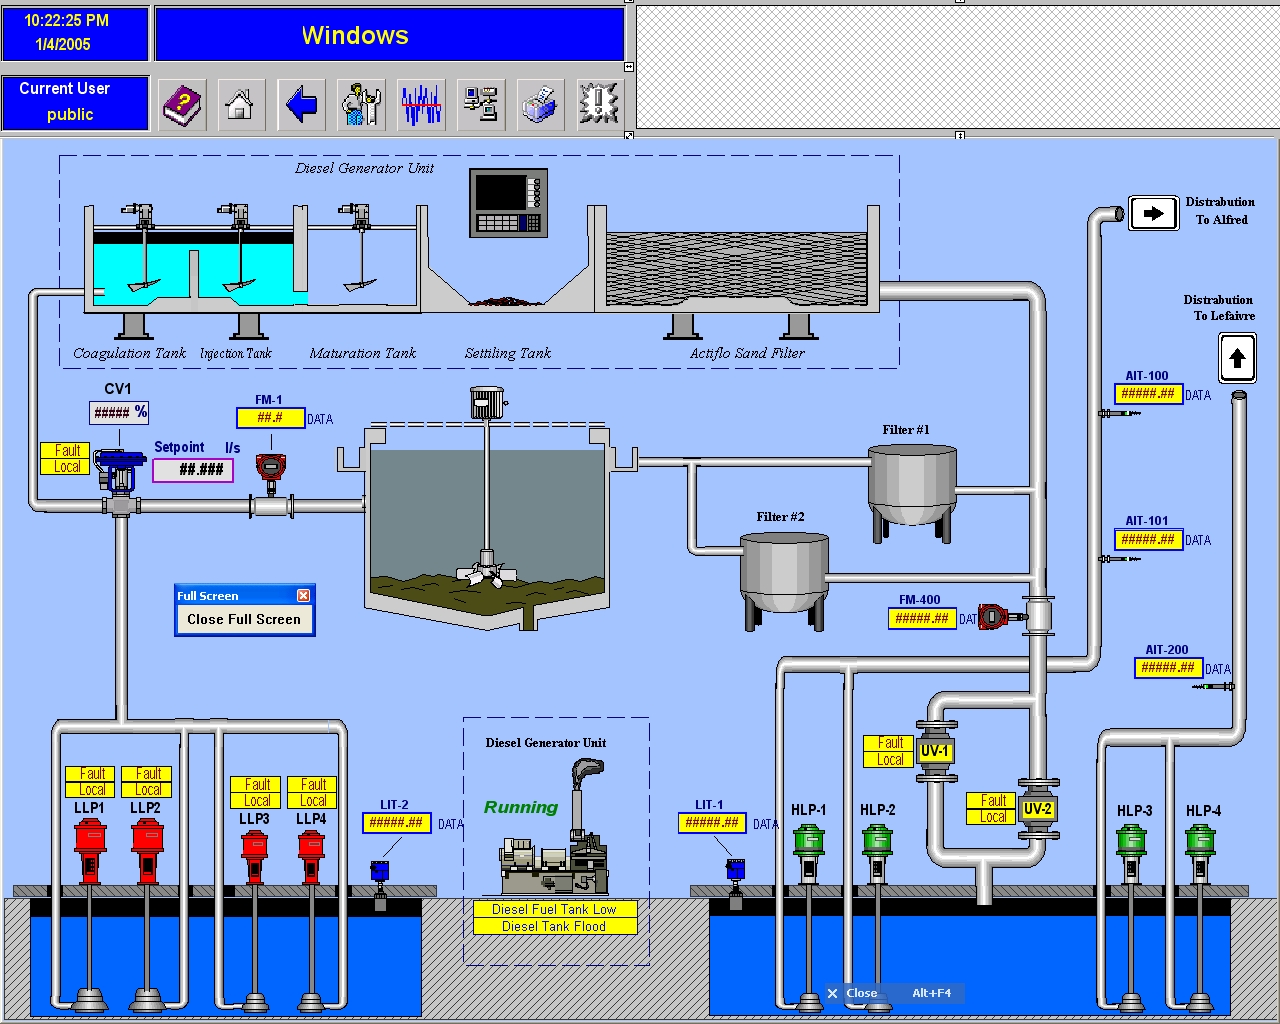 10:22:25 PM
1/4/2005
Windows
Current User
public
Diesel Generator Unit
Distrabution
To Alfred
Distrabution
To Lefaivre
Coagulation Tank
Injection Tank
Maturation Tank
Settiling Tank
Actiflo Sand Filter
CV1
##### %
FM-1
##.#
DATA
AIT-100
#####.##
DATA
Fault
Local
Setpoint l/s
##.###
Filter #1
Filter #2
AIT-101
#####.##
DATA
Full Screen
Close Full Screen
FM-400
#####.##
DAT
AIT-200
#####.##
DATA
Diesel Generator Unit
Running
Fault
Local
UV-1
Fault
Local
LLP1
Fault
Local
LLP2
Fault
Local
LLP3
Fault
Local
LLP4
LIT-2
#####.##
DATA
LIT-1
#####.##
DATA
HLP-1
HLP-2
Fault
Local
UV-2
HLP-3
HLP-4
Diesel Fuel Tank Low
Diesel Tank Flood
Close Alt+F4